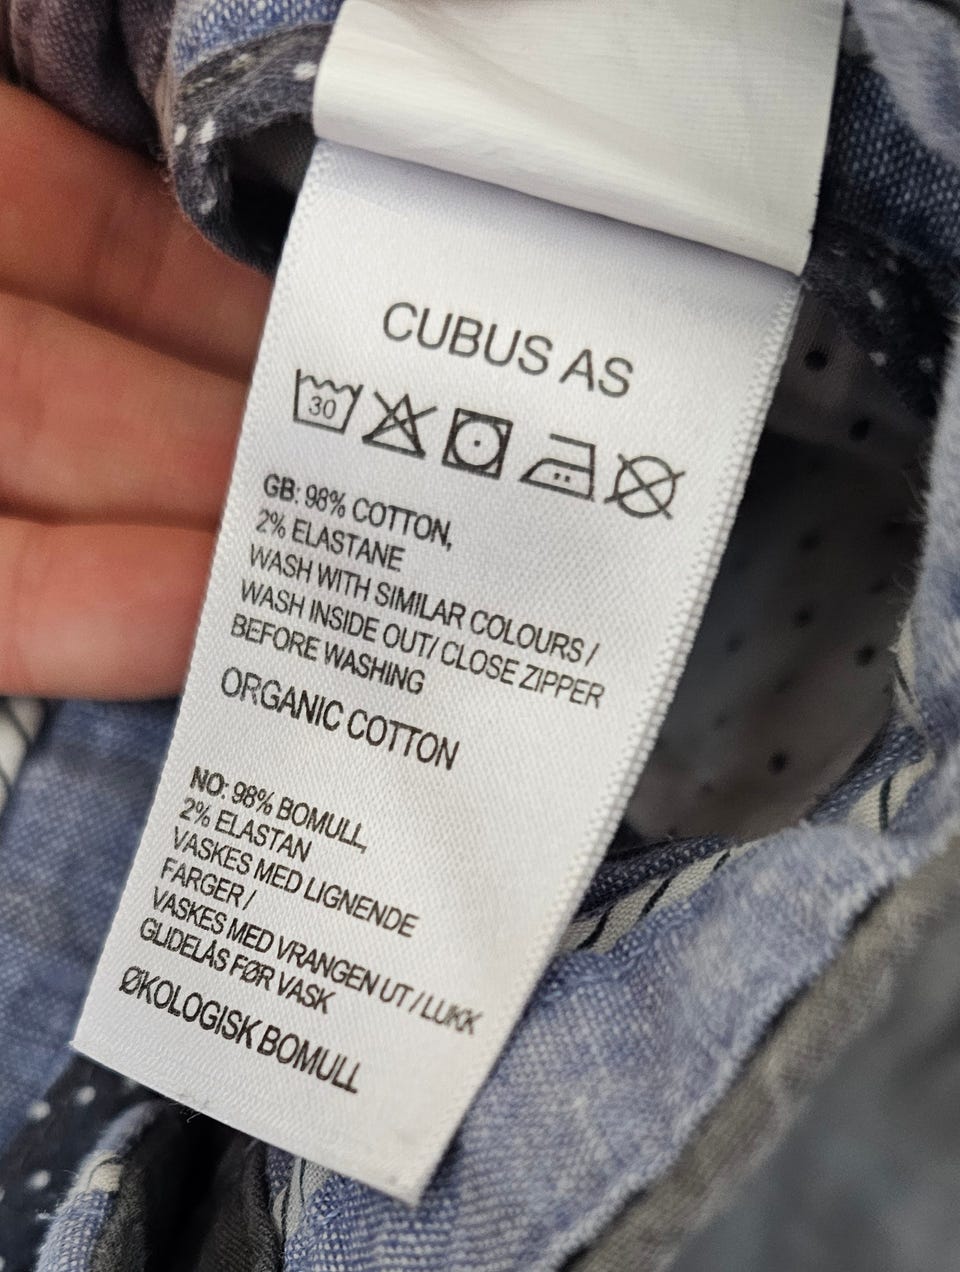 CUBUS AS
30
GB: 98% COTTON,
2% ELASTANE
WASH WITH SIMILAR COLOURS /
WASH INSIDE OUT/ CLOSE ZIPPER
BEFORE WASHING
ORGANIC COTTON
NO: 98% BOMULL,
2% ELASTAN
VASKES MED LIGNENDE
FARGER /
VASKES MED VRANGEN UT / LUKK
GLIDELÅS FØR VASK
ØKOLOGISK BOMULL